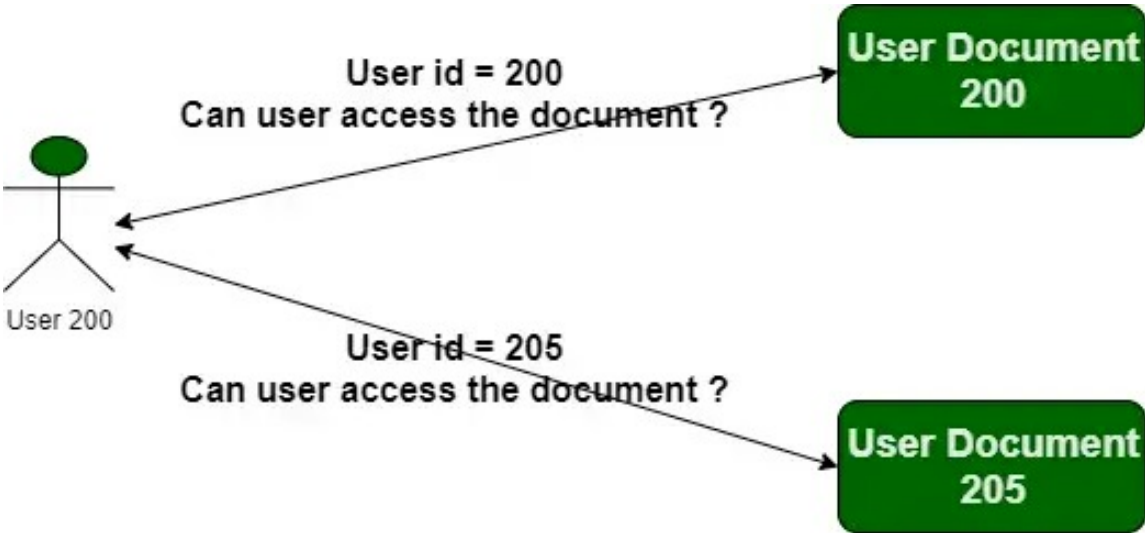 User id = 200
Can user access the document ?
User Document
200
User 200
User id = 205
Can user access the document ?
User Document
205